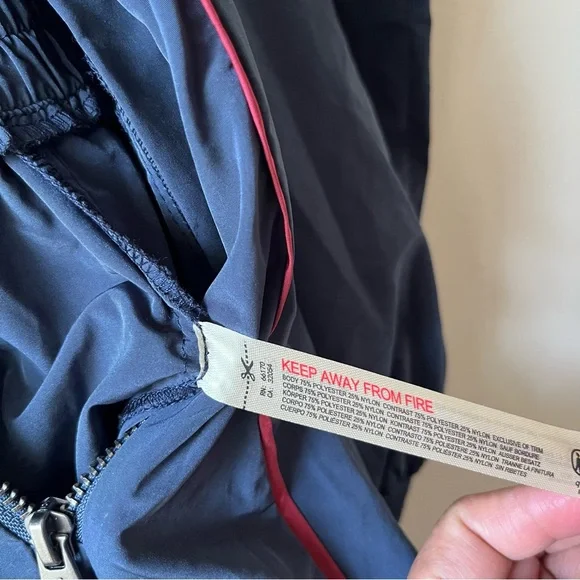 RN. 66170
CA. 32054
KEEP AWAY FROM FIRE
BODY 75% POLYESTER 25% NYLON CONTRAST 75% POLYESTER 25% NYLON EXCLUSIVE OF TRIM
CORPS 75% POLYESTER 25% NYLON CONTRASTE 75% POLYESTER 25% NYLON SAUF BORDURE
KÖRPER 75% POLYESTER 25% NYLON KONTRAST 75% POLYESTER 25% NYLON AUSSER BESATZ
CORPO 75% POLIESTERE 25% NYLON CONTRASTO 75% POLIESTERE 25% NYLON TRANNE LA FINITURA
CUERPO 75% POLIESTER 25% NYLON CONTRASTE 75% POLIESTER 25% NYLON SIN RIBETES